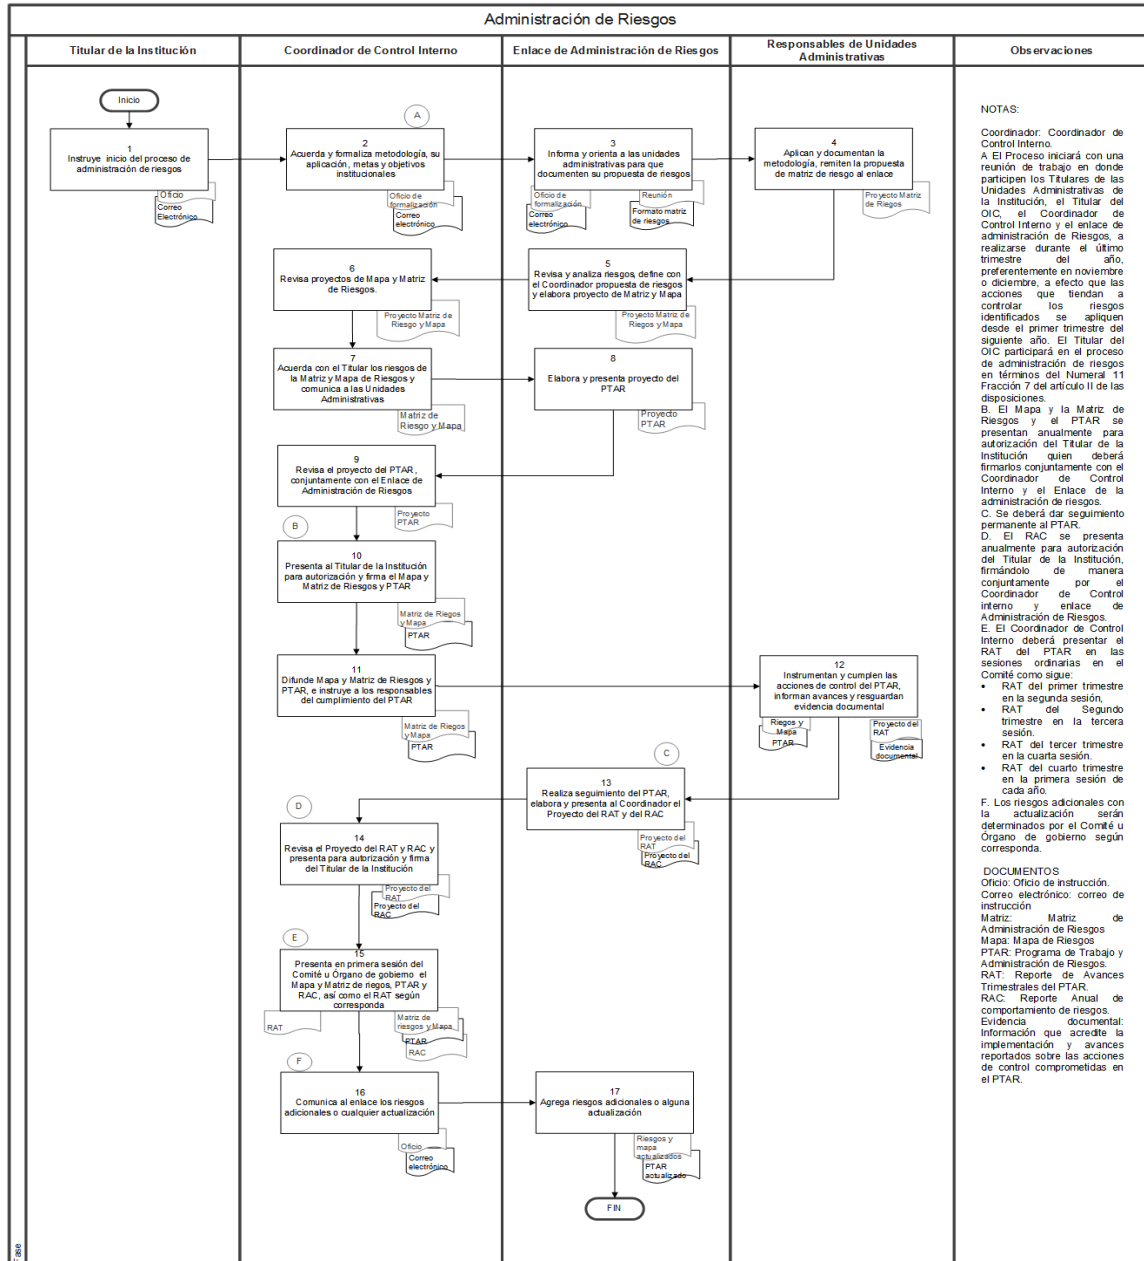 Administración de Riesgos
Titular de la Institución
Coordinador de Control Interno
Enlace de Administración de Riesgos
Responsables de Unidades
Administrativas
Observaciones
Inicio
1
Instruye inicio del proceso de
administración de riesgos
Oficio
Correo
Electrónico
A
2
Acuerda y formaliza metodología, su
aplicación, metas y objetivos
institucionales
Oficio de
formalización
Correo
electrónico
3
Informa y orienta a las unidades
administrativas para que
documenten su propuesta de riesgos
Oficio de
formalización
Correo
electrónico
Reunión
Formato matriz
de riesgos
4
Aplican y documentan la
metodología, remiten la propuesta
de matriz de riesgo al enlace
Proyecto Matriz
de Riegos
5
Revisa y analiza riesgos, define con
el Coordinador propuesta de riesgos
y elabora proyecto de Matriz y Mapa
Proyecto Matriz de
Riegos y Mapa
6
Revisa proyectos de Mapa y Matriz
de Riesgos.
Proyecto Matriz de
Riesgo y Mapa
7
Acuerda con el Titular los riesgos de
la Matriz y Mapa de Riesgos y
comunica a las Unidades
Administrativas
Matriz de
Riesgo y Mapa
8
Elabora y presenta proyecto del
PTAR
Proyecto
PTAR
9
Revisa el proyecto del PTAR,
conjuntamente con el Enlace de
Administración de Riesgos
Proyecto
PTAR
B
10
Presenta al Titular de la Institución
para autorización y firma el Mapa y
Matriz de Riesgos y PTAR
Matriz de Riegos
y Mapa
PTAR
11
Difunde Mapa y Matriz de Riesgos y
PTAR, e instruye a los responsables
del cumplimiento del PTAR
Matriz de Riegos
y Mapa
PTAR
12
Instrumentan y cumplen las
acciones de control del PTAR,
informan avances y resguardan
evidencia documental
Riegos y
Mapa
PTAR
Proyecto del
RAT
Evidencia
documental
C
13
Realiza seguimiento del PTAR,
elabora y presenta al Coordinador el
Proyecto del RAT y del RAC
Proyecto del
RAT
Proyecto del
RAC
D
14
Revisa el Proyecto del RAT y RAC y
presenta para autorización y firma
del Titular de la Institución
Proyecto del
RAT
Proyecto del
RAC
E
15
Presenta en primera sesión del
Comité u Órgano de gobierno el
Mapa y Matriz de riegos, PTAR y
RAC, así como el RAT según
corresponda
RAT
Matriz de
riesgos y Mapa
PTAR
RAC
F
16
Comunica al enlace los riesgos
adicionales o cualquier actualización
Oficio
Correo
electrónico
17
Agrega riesgos adicionales o alguna
actualización
Riesgos y
mapa
actualizados
PTAR
actualizado
FIN
NOTAS:
Coordinador: Coordinador de
Control Interno.
A El Proceso iniciará con una
reunión de trabajo en donde
participen los Titulares de las
Unidades Administrativas de
la Institución, el Titular del
OIC, el Coordinador de
Control Interno y el enlace de
administración de Riesgos, a
realizarse durante el último
trimestre del año,
preferentemente en noviembre
o diciembre, a efecto que las
acciones que tiendan a
controlar los riesgos
identificados se apliquen
desde el primer trimestre del
siguiente año. El Titular del
OIC participará en el proceso
de administración de riesgos
en términos del Numeral 11
Fracción 7 del artículo II de las
disposiciones.
B. El Mapa y la Matriz de
Riesgos y el PTAR se
presentan anualmente para
autorización del Titular de la
Institución quien deberá
firmarlos conjuntamente con el
Coordinador de Control
Interno y el Enlace de la
administración de riesgos.
C. Se deberá dar seguimiento
permanente al PTAR.
D. El RAC se presenta
anualmente para autorización
del Titular de la Institución,
firmándolo de manera
conjuntamente por el
Coordinador de Control
interno y enlace de
Administración de Riesgos.
E. El Coordinador de Control
Interno deberá presentar el
RAT del PTAR en las
sesiones ordinarias en el
Comité como sigue:
• RAT del primer trimestre
en la segunda sesión,
• RAT del Segundo
trimestre en la tercera
sesión.
• RAT del tercer trimestre
en la cuarta sesión.
• RAT del cuarto trimestre
en la primera sesión de
cada año.
F. Los riesgos adicionales con
la actualización serán
determinados por el Comité u
Órgano de gobierno según
corresponda.
DOCUMENTOS
Oficio: Oficio de instrucción.
Correo electrónico: correo de
instrucción
Matriz: Matriz de
Administración de Riesgos
Mapa: Mapa de Riesgos
PTAR: Programa de Trabajo y
Administración de Riesgos.
RAT: Reporte de Avances
Trimestrales del PTAR.
RAC: Reporte Anual de
comportamiento de riesgos.
Evidencia documental:
Información que acredite la
implementación y avances
reportados sobre las acciones
de control comprometidas en
el PTAR.
Fase